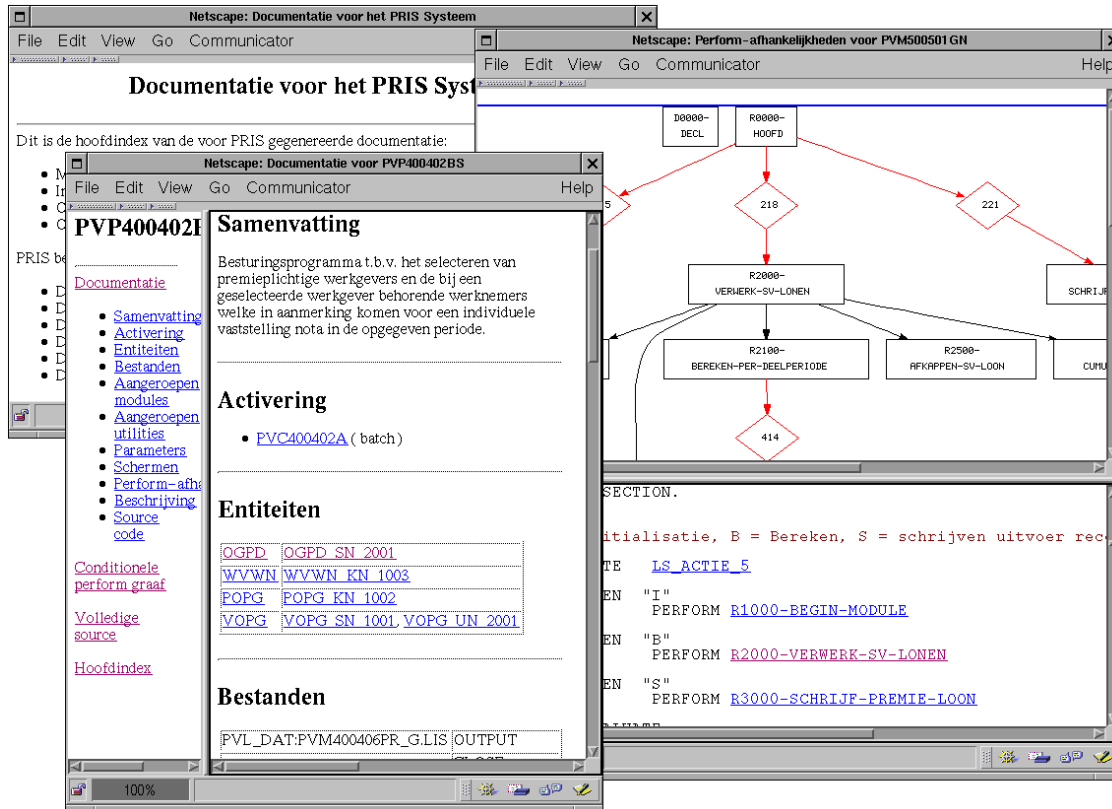 Netscape: Documentatie voor het PRIS Systeem
File Edit View Go Communicator
Documentatie voor het PRIS Syst
Dit is de hoofdindex van de voor PRIS gegenereerde documentatie:
PRIS be
Netscape: Documentatie voor PVP400402BS
File Edit View Go Communicator Help
PVP400402B
Documentatie
Samenvatting
Activering
Entiteiten
Bestanden
Aangeroepen
modules
Aangeroepen
utilities
Parameters
Schermen
Perform-afha
Beschrijving
Source
code
Conditionele
perform graaf
Volledige
source
Hoofdindex
Samenvatting
Besturingsprogramma t.b.v. het selecteren van
premieplichtige werkgevers en de bij een
geselecteerde werkgever behorende werknemers
welke in aanmerking komen voor een individuele
vaststelling nota in de opgegeven periode.
Activering
PVC400402A ( batch )
Entiteiten
OGPD OGPD_SN_2001
WVWN WVWN_KN_1003
POPG POPG_KN_1002
VOPG VOPG_SN_1001, VOPG_UN_2001
Bestanden
PVL_DAT:PVM400406PR_G.LIS OUTPUT
CLOSE
100%
Netscape: Perform-afhankelijkheden voor PVM500501GN
File Edit View Go Communicator Help
D0000-
DECL
R0000-
HOOFD
5
218
221
R2000-
VERWERK-SV-LONEN
SCHRIJF
R2100-
BEREKEN-PER-DEELPERIODE
R2500-
AFKAPPEN-SV-LOON
CUMU
414
SECTION.
itialisatie, B = Bereken, S = schrijven uitvoer rec
TE LS_ACTIE_5
EN "I"
PERFORM R1000-BEGIN-MODULE
EN "B"
PERFORM R2000-VERWERK-SV-LONEN
EN "S"
PERFORM R3000-SCHRIJF-PREMIE-LOON